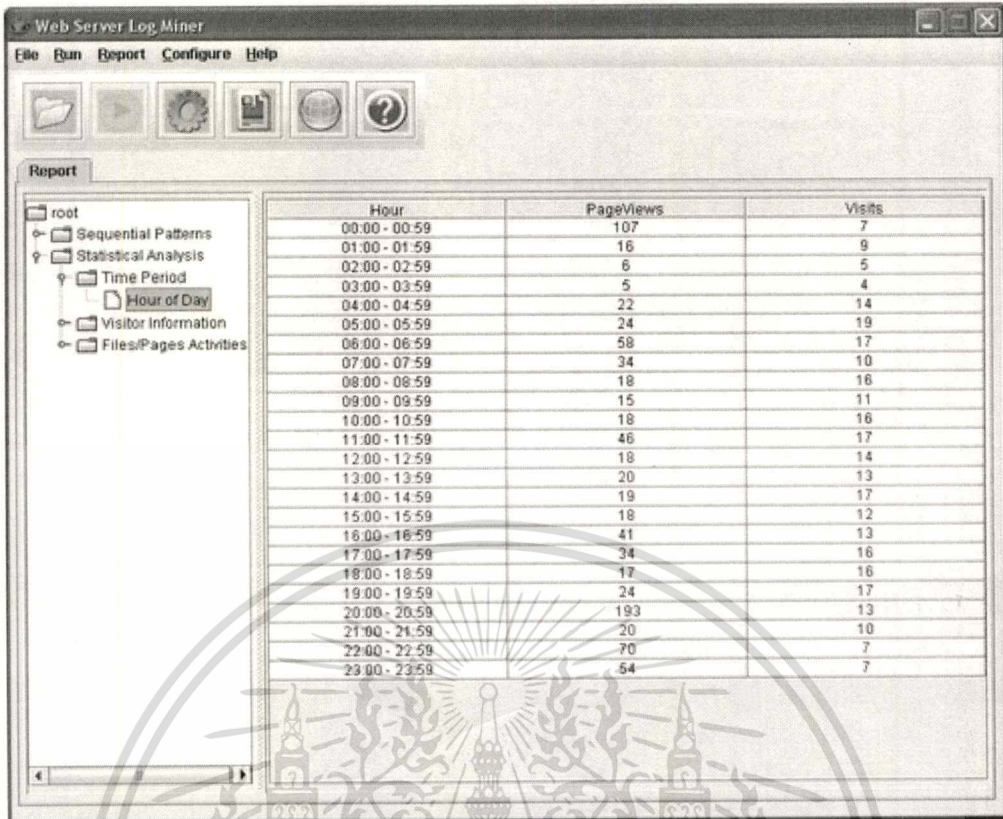 Web Server Log Miner
File Run Report Configure Help
Report
root
Sequential Patterns
Statistical Analysis
Time Period
Hour of Day
Visitor Information
Files/Pages Activities
Hour PageViews Visits
00:00 - 00:59 107 7
01:00 - 01:59 16 9
02:00 - 02:59 6 5
03:00 - 03:59 5 4
04:00 - 04:59 22 14
05:00 - 05:59 24 19
06:00 - 06:59 58 17
07:00 - 07:59 34 10
08:00 - 08:59 18 16
09:00 - 09:59 15 11
10:00 - 10:59 18 16
11:00 - 11:59 46 17
12:00 - 12:59 18 14
13:00 - 13:59 20 13
14:00 - 14:59 19 17
15:00 - 15:59 18 12
16:00 - 16:59 41 13
17:00 - 17:59 34 16
18:00 - 18:59 17 16
19:00 - 19:59 24 17
20:00 - 20:59 193 13
21:00 - 21:59 20 10
22:00 - 22:59 70 7
23:00 - 23:59 54 7